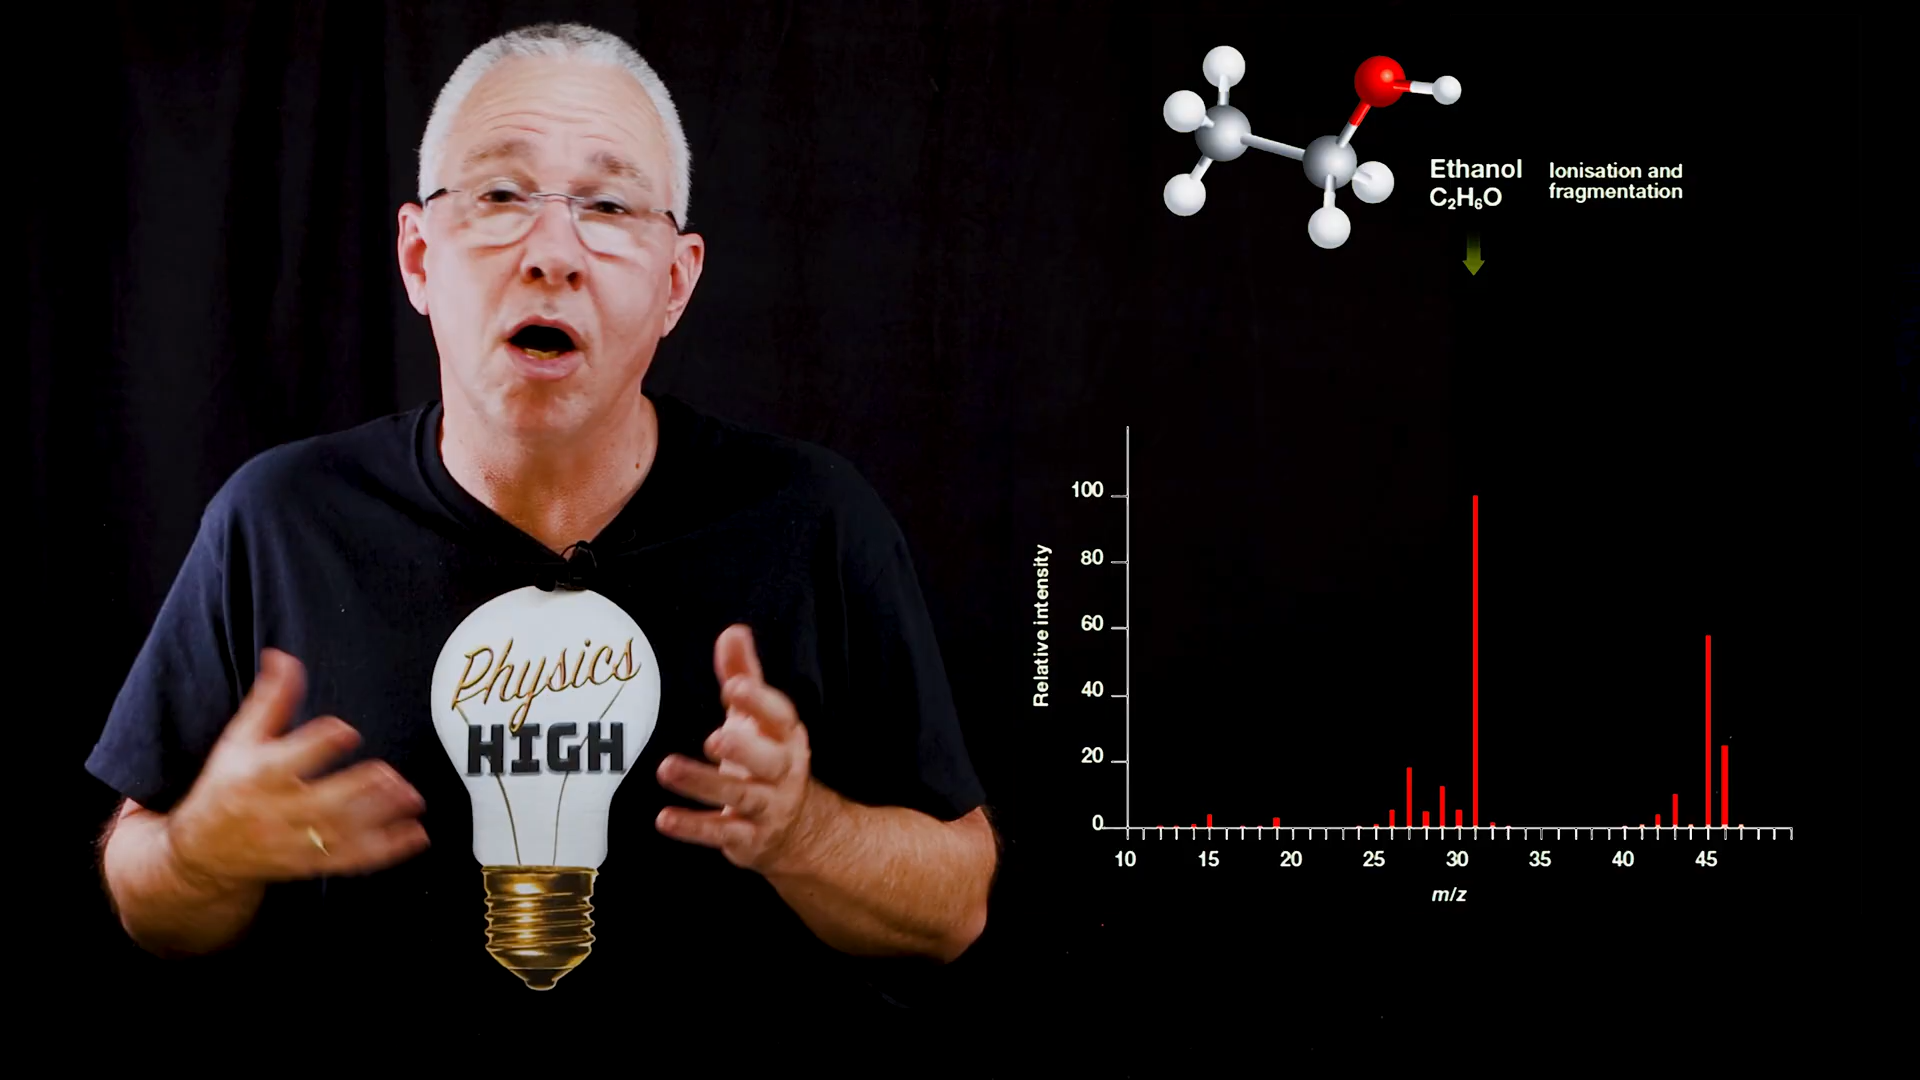 Physics
HIGH
Ethanol
C₂H₆O
Ionisation and
fragmentation
Relative intensity
100
80
60
40
20
0
10 15 20 25 30 35 40 45
m/z